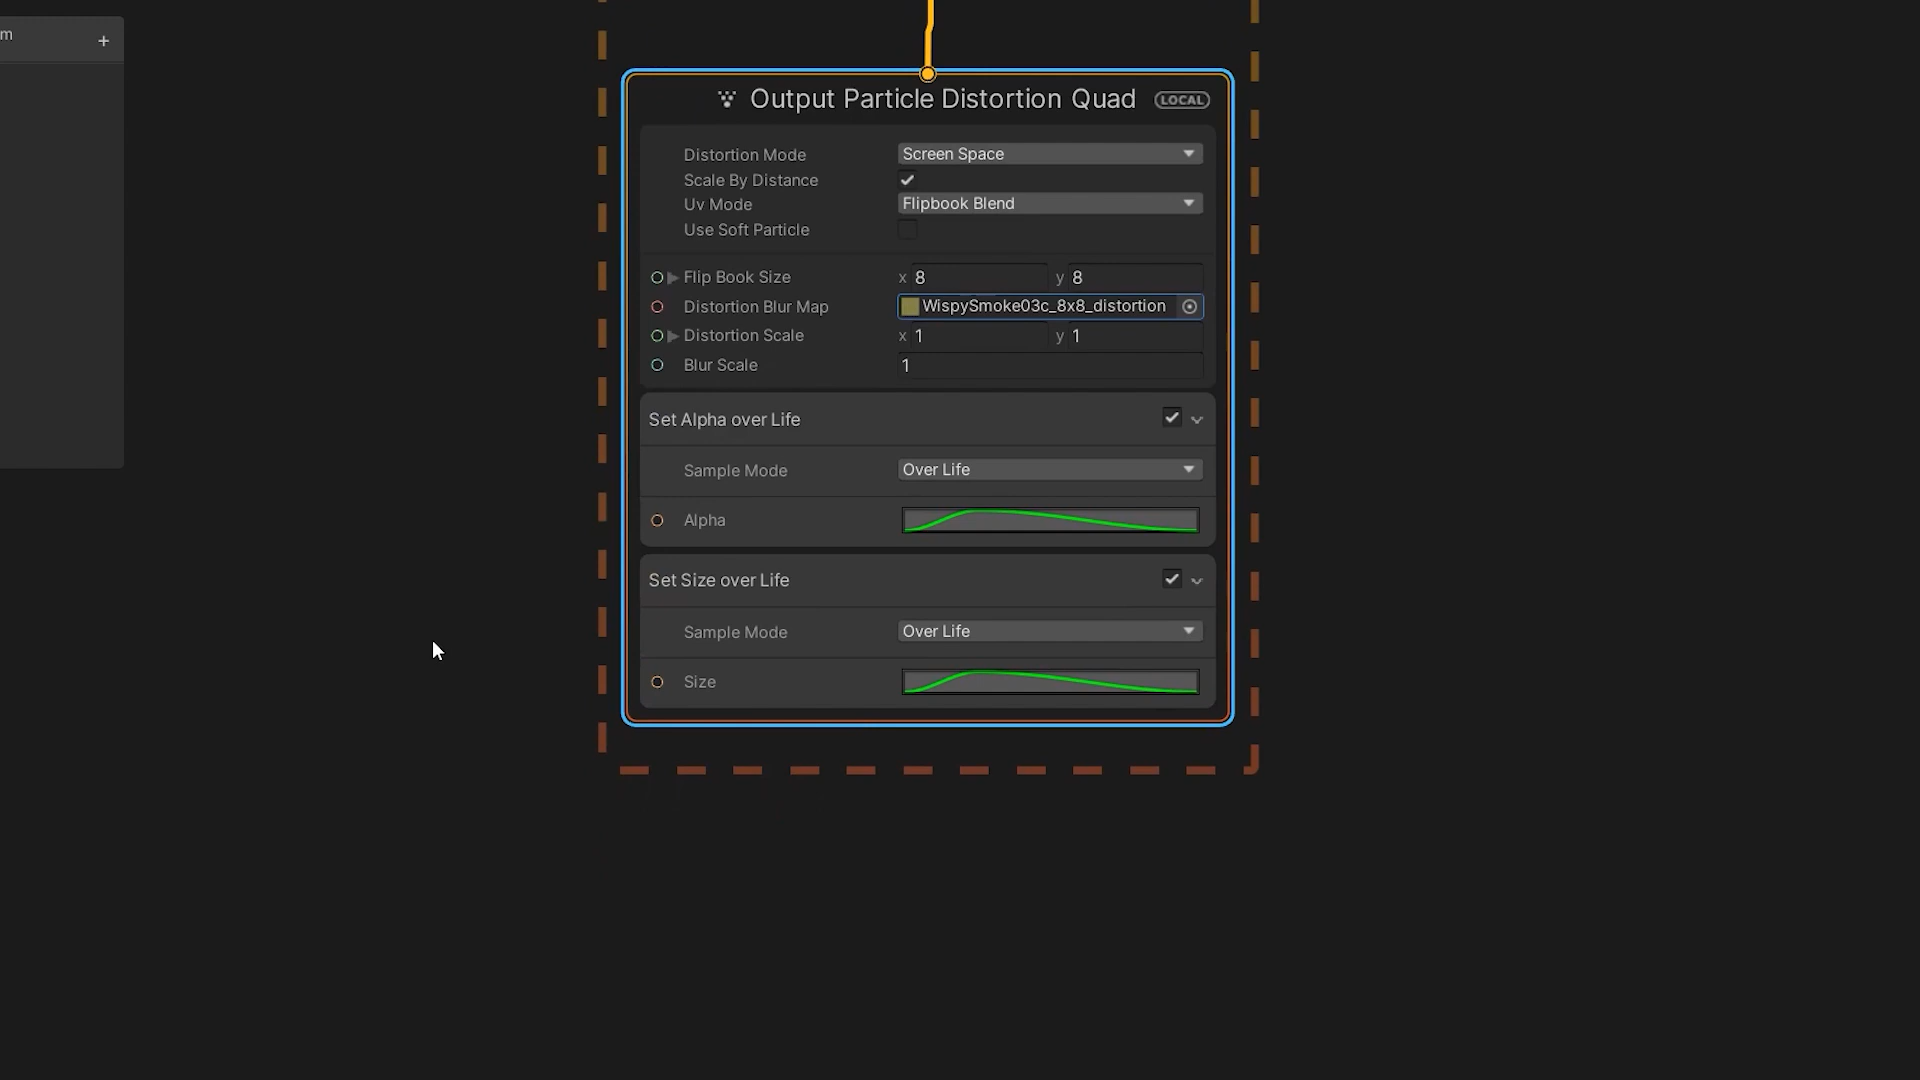 m +
Output Particle Distortion Quad LOCAL
Distortion Mode Screen Space
Scale By Distance
Uv Mode Flipbook Blend
Use Soft Particle
Flip Book Size x 8 y 8
Distortion Blur Map WispySmoke03c_8x8_distortion
Distortion Scale x 1 y 1
Blur Scale 1
Set Alpha over Life
Sample Mode Over Life
Alpha
Set Size over Life
Sample Mode Over Life
Size